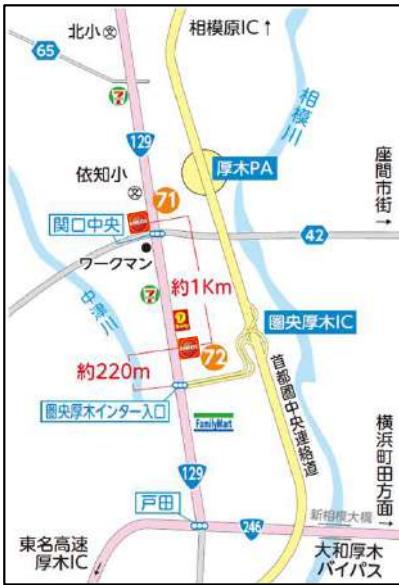 北小
相模原IC↑
65
相模川
129
厚木PA
座間市街
→
依知小
71
関口中央
42
ワークマン
約1Km
中津川
圏央厚木IC
72
約220m
首都圏中央連絡道
圏央厚木インター入口
FamilyMart
横浜町田方面
→
129
戸田
新相模大橋
246
東名高速
厚木IC
大和厚木
バイパス